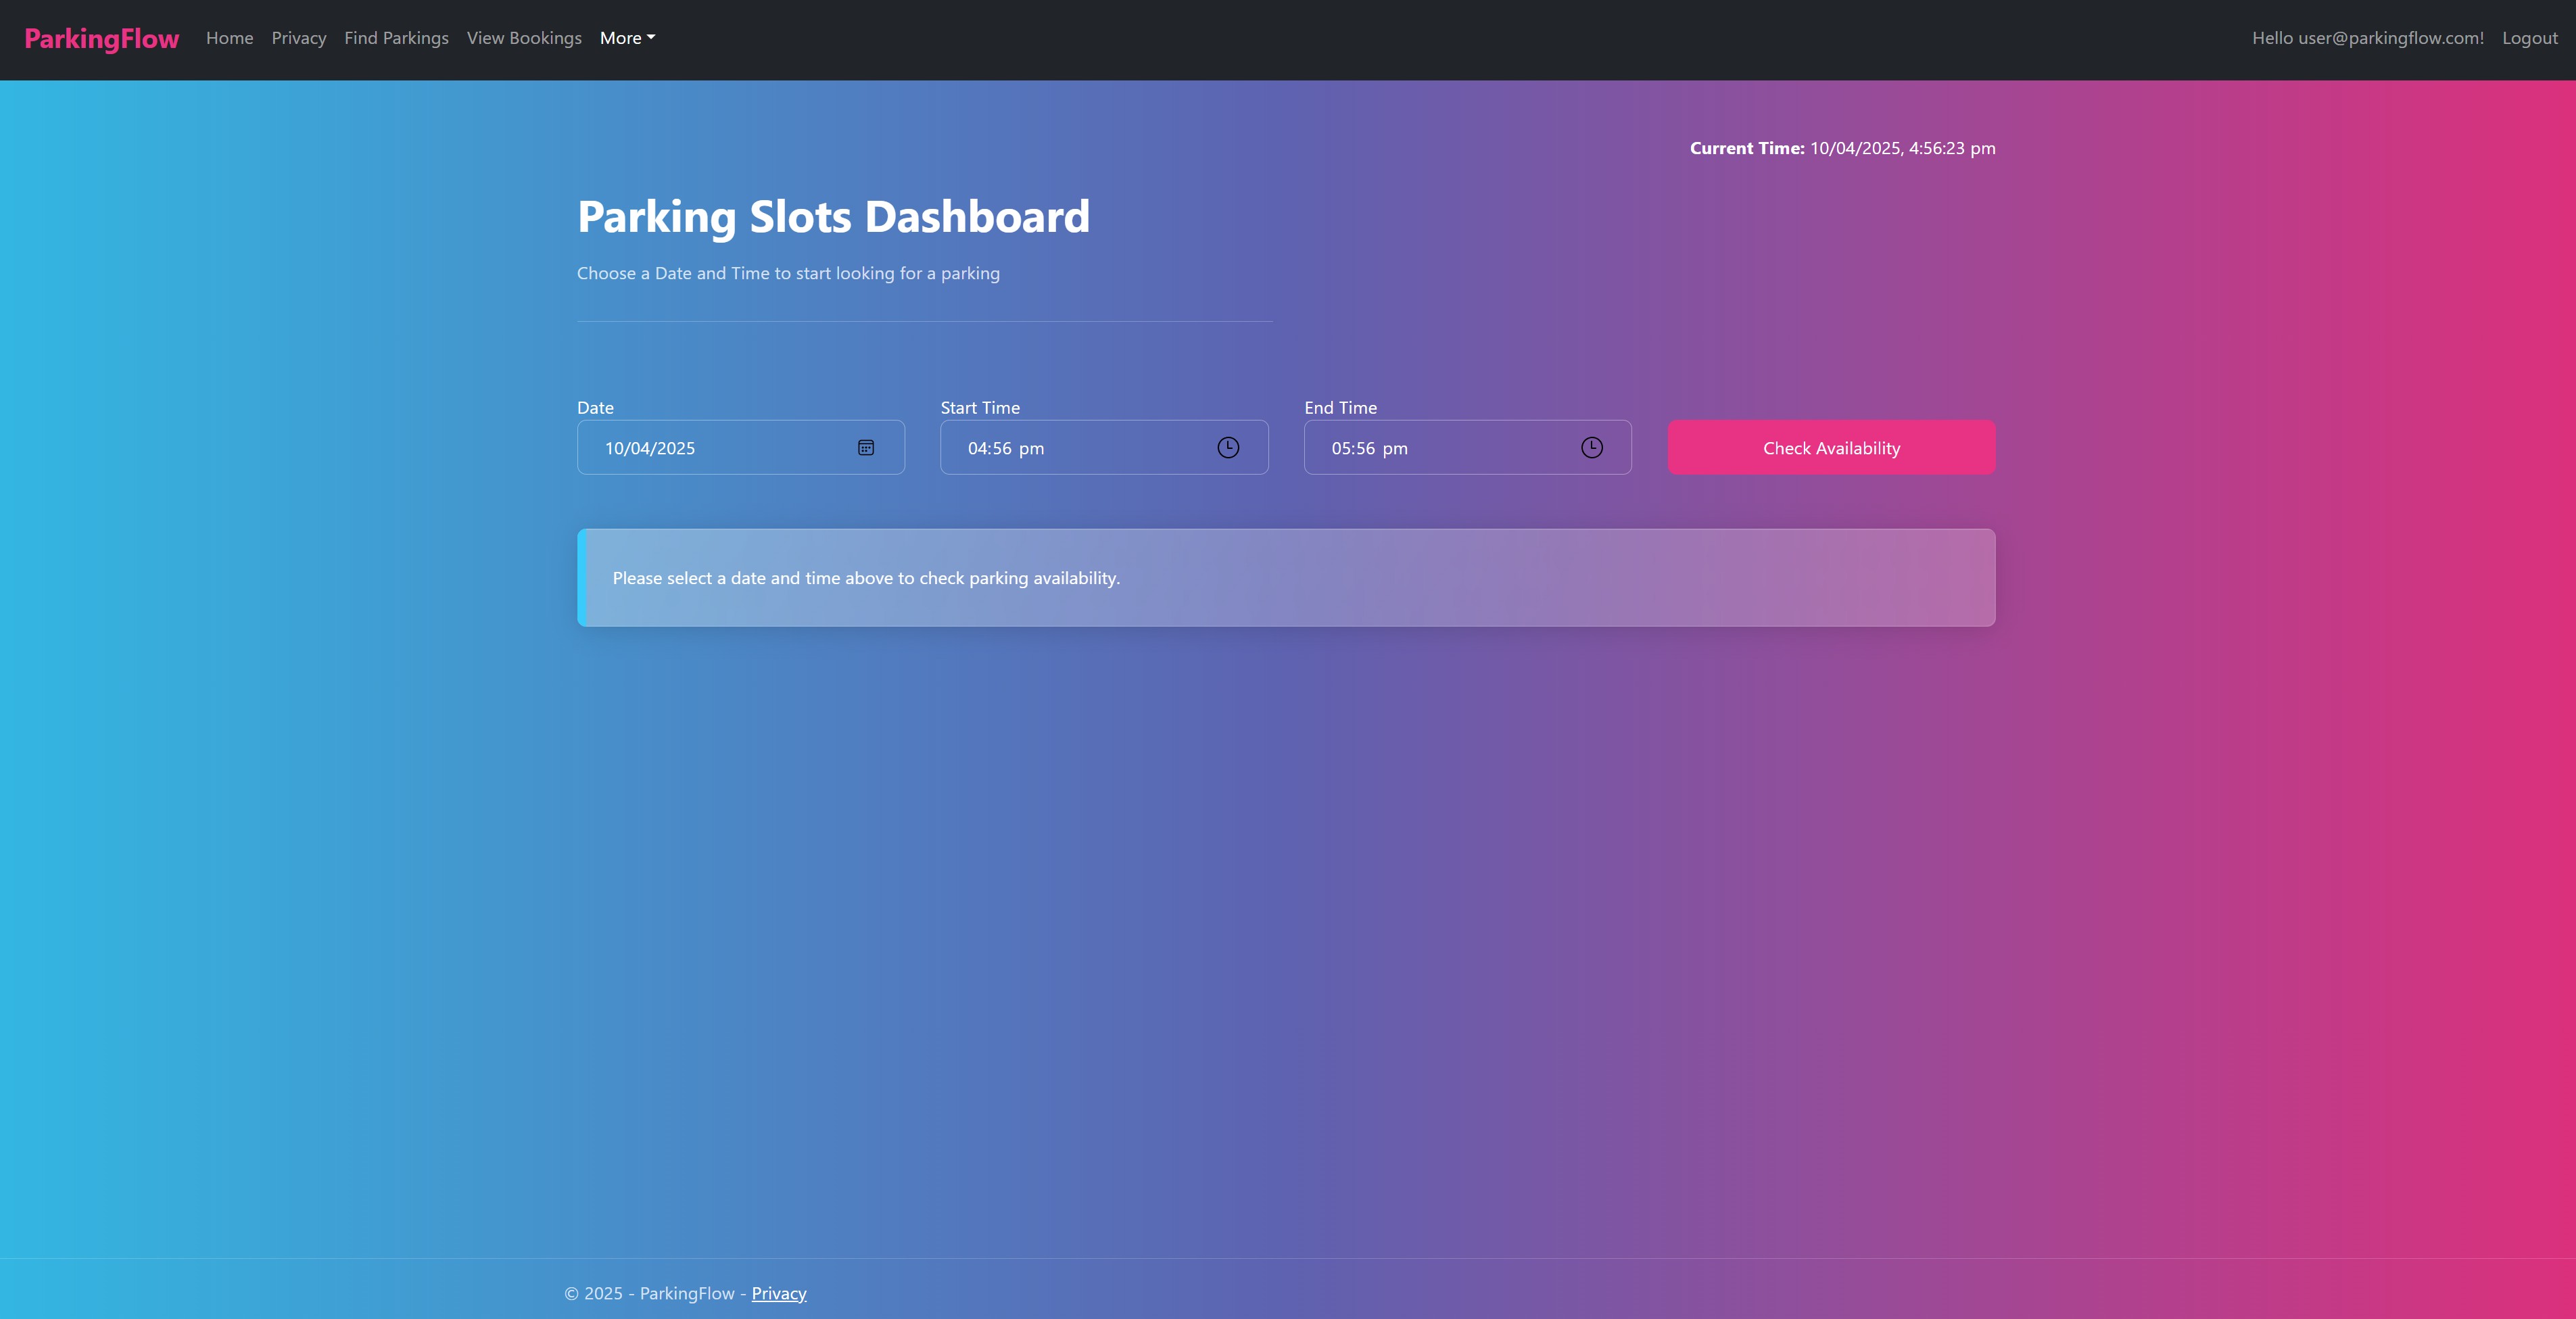 ParkingFlow Home Privacy Find Parkings View Bookings More Hello user@parkingflow.com! Logout
Current Time: 10/04/2025, 4:56:23 pm
Parking Slots Dashboard
Choose a Date and Time to start looking for a parking
Date Start Time End Time
10/04/2025 04:56 pm 05:56 pm Check Availability
Please select a date and time above to check parking availability.
© 2025 - ParkingFlow - Privacy